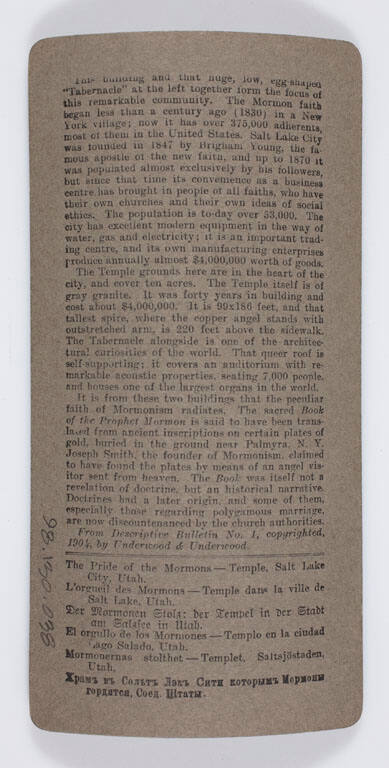 This building and that huge, low, egg-shaped
"Tabernacle" at the left together form the focus of
this remarkable community. The Mormon faith
began less than a century ago (1830) in a New
York village; now it has over 375,000 adherents,
most of them in the United States. Salt Lake City
was founded in 1847 by Brigham Young, the fa-
mous apostle of the new faith, and up to 1870 it
was populated almost exclusively by his followers,
but since that time its convenience as a business
centre has brought in people of all faiths, who have
their own churches and their own ideas of social
ethics. The population is to-day over 53,000. The
city has excellent modern equipment in the way of
water, gas and electricity; it is an important trad-
ing centre, and its own manufacturing enterprises
produce annually almost $4,000,000 worth of goods.
The Temple grounds here are in the heart of the
city, and cover ten acres. The Temple itself is of
gray granite. It was forty years in building and
cost about $4,000,000. It is 99x186 feet, and that
tallest spire, where the copper angel stands with
outstretched arm, is 220 feet above the sidewalk.
The Tabernacle alongside is one of the architec-
tural curiosities of the world. That queer roof is
self-supporting; it covers an auditorium with re-
markable acoustic properties, seating 7,000 people,
and houses one of the largest organs in the world.
It is from these two buildings that the peculiar
faith of Mormonism radiates. The sacred Book
of the Prophet Mormon is said to have been trans-
lated from ancient inscriptions on certain plates of
gold, buried in the ground near Palmyra, N. Y.
Joseph Smith, the founder of Mormonism, claimed
to have found the plates by means of an angel vis-
itor sent from heaven. The Book was itself not a
revelation of doctrine, but an historical narrative.
Doctrines had a later origin, and some of them,
especially those regarding polygamous marriage,
are now discountenanced by the church authorities.
From Descriptive Bulletin No. 1, copyrighted,
1904, by Underwood & Underwood.
The Pride of the Mormons — Temple, Salt Lake
City, Utah.
L'orgueil des Mormons — Temple dans la ville de
Salt Lake, Utah.
Der Mormonen Stolz: der Tempel in der Stadt
am Salzsee in Utah.
El orgullo de los Mormones — Templo en la ciudad
Lago Salado, Utah.
Mormonernas stolthet — Templet, Saltsjöstaden,
Utah.
Храмъ въ Сольтъ Лэкъ Сити которымъ Мормоны
гордятся, Соед. Штаты.